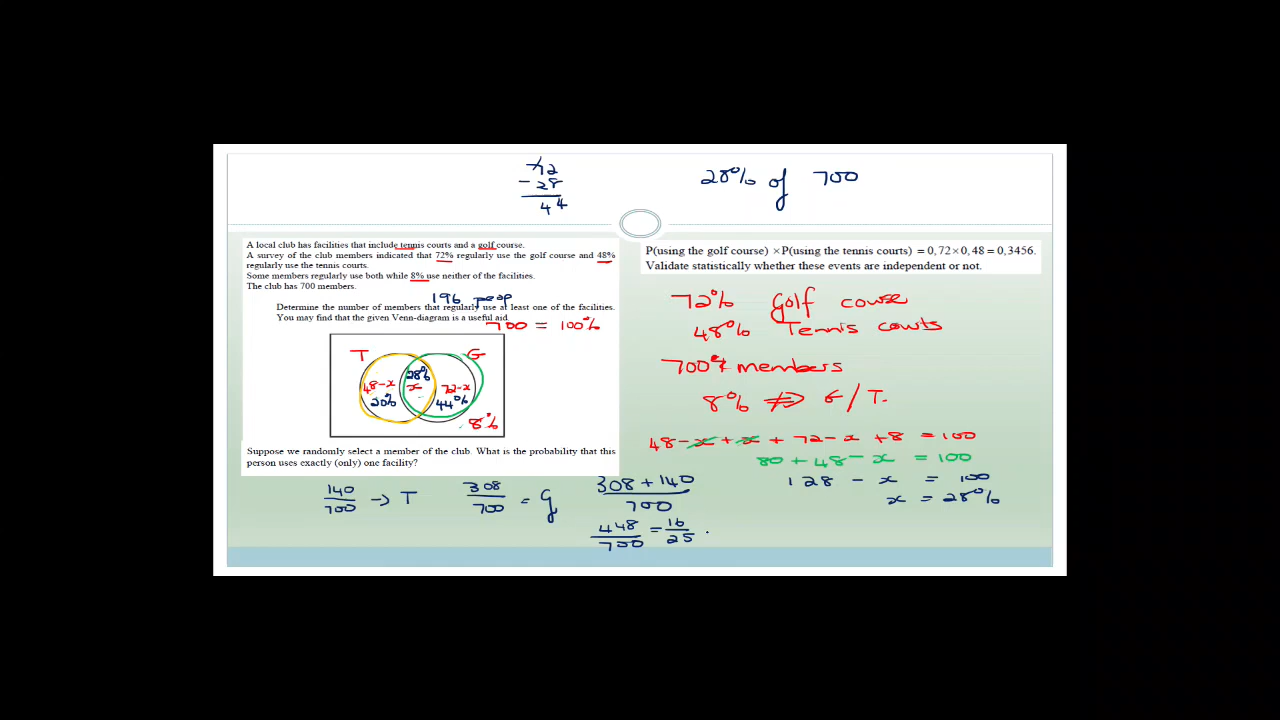 72
- 28
44
28% of 700
A local club has facilities that include tennis courts and a golf course.
A survey of the club members indicated that 72% regularly use the golf course and 48%
regularly use the tennis courts.
Some members regularly use both while 8% use neither of the facilities.
The club has 700 members.
196 peop
Determine the number of members that regularly use at least one of the facilities.
You may find that the given Venn-diagram is a useful aid
700 = 100%
T G
28%
48-x x 72-x
20% 44%
8%
Suppose we randomly select a member of the club. What is the probability that this
person uses exactly (only) one facility?
140/700 → T 308/700 = G
308 + 140
700
448/700 = 16/25
P(using the golf course) ×P(using the tennis courts) = 0,72×0,48 = 0,3456.
Validate statistically whether these events are independent or not.
72% Golf course
48% Tennis courts
700 members
8% ⇏ G / T.
48 - x + x + 72 - x + 8 = 100
80 + 48 - x = 100
128 - x = 100
x = 28%